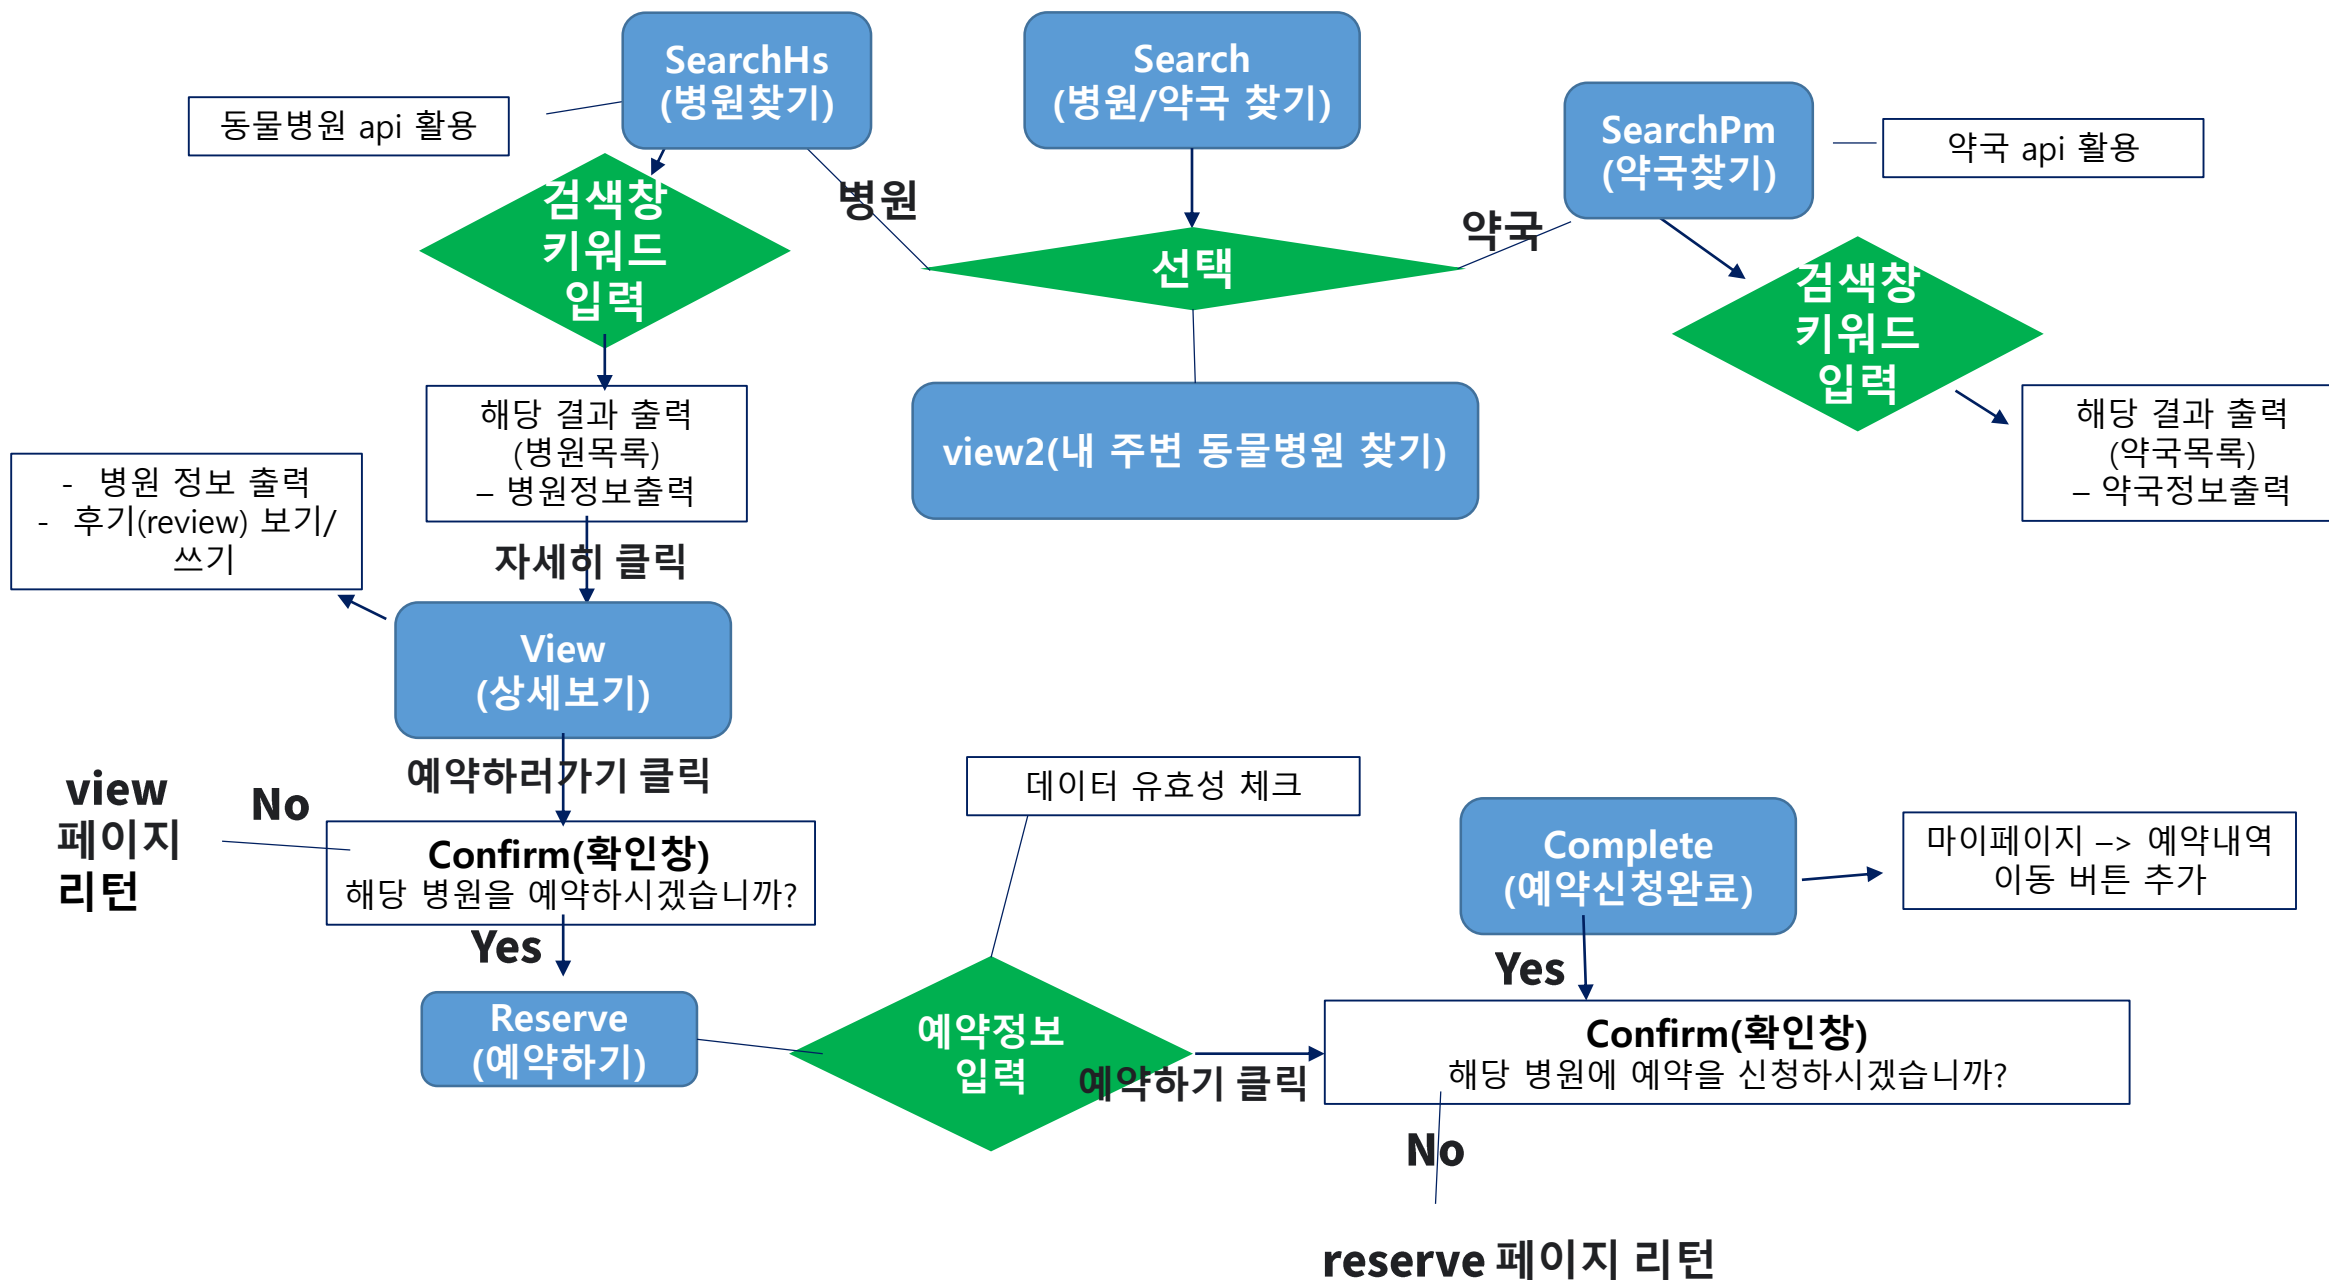 SearchHs
(병원찾기)
Search
(병원/약국 찾기)
SearchPm
(약국찾기)
동물병원 api 활용
약국 api 활용
병원
약국
검색창
키워드
입력
선택
검색창
키워드
입력
해당 결과 출력
(병원목록)
– 병원정보출력
view2(내 주변 동물병원 찾기)
해당 결과 출력
(약국목록)
– 약국정보출력
- 병원 정보 출력
- 후기(review) 보기/
쓰기
자세히 클릭
View
(상세보기)
예약하러가기 클릭
view
페이지
리턴
No
Confirm(확인창)
해당 병원을 예약하시겠습니까?
Yes
Reserve
(예약하기)
데이터 유효성 체크
예약정보
입력
예약하기 클릭
Complete
(예약신청완료)
마이페이지 –> 예약내역
이동 버튼 추가
Yes
Confirm(확인창)
해당 병원에 예약을 신청하시겠습니까?
No
reserve 페이지 리턴